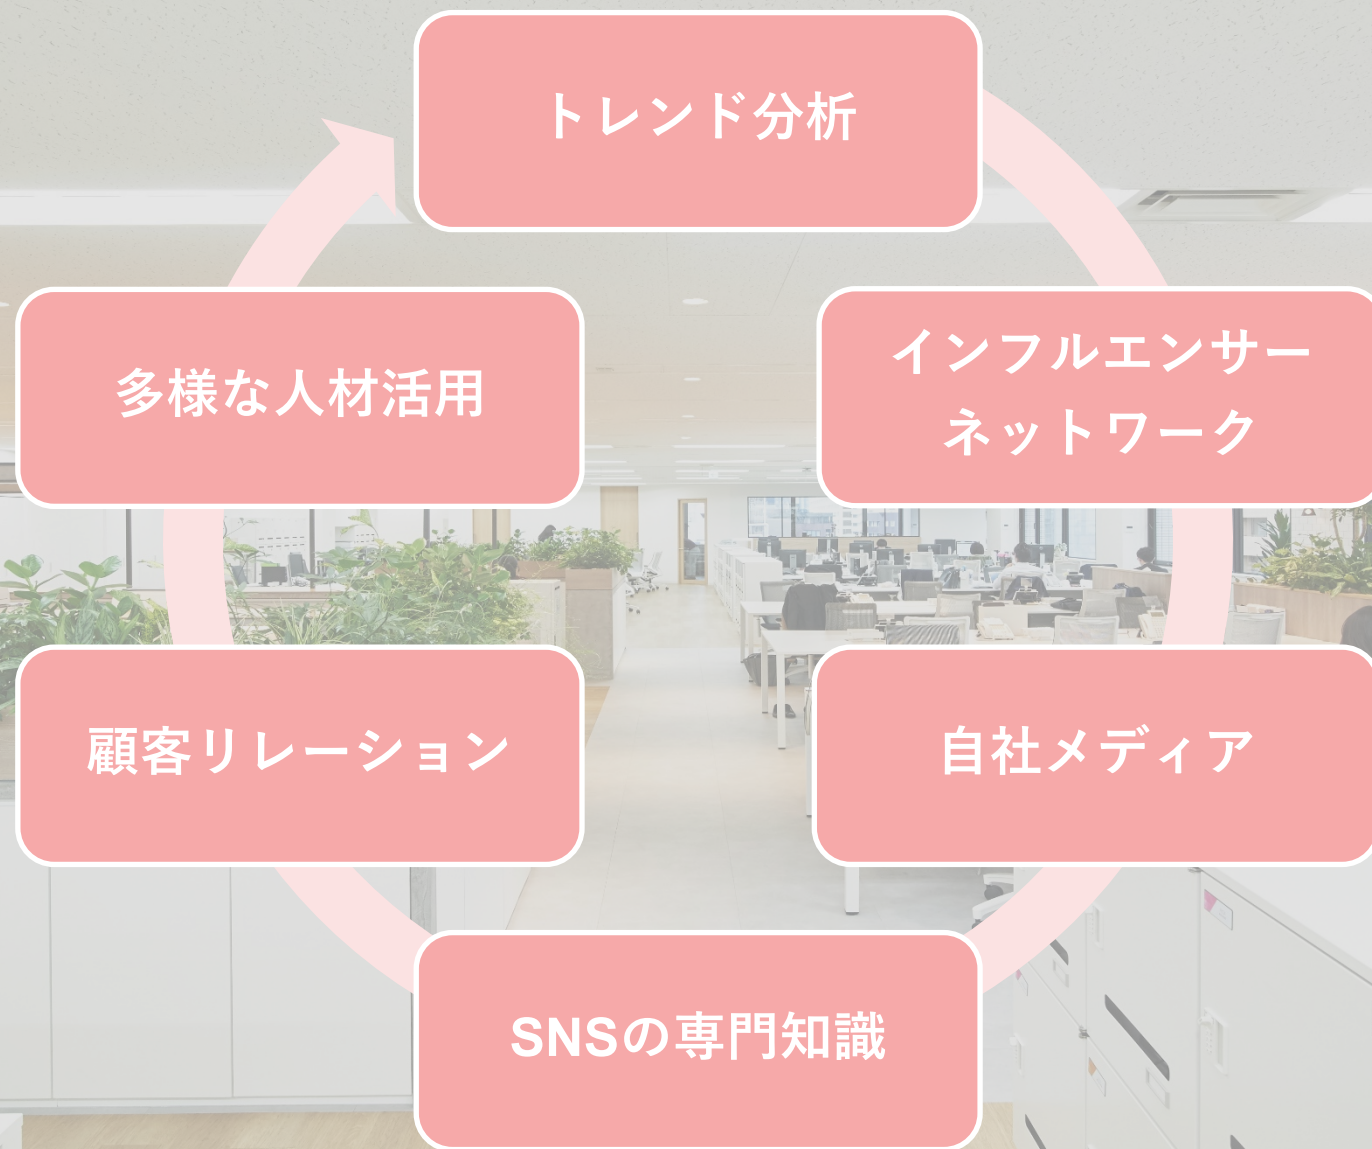 トレンド分析
インフルエンサー
ネットワーク
自社メディア
SNSの専門知識
顧客リレーション
多様な人材活用